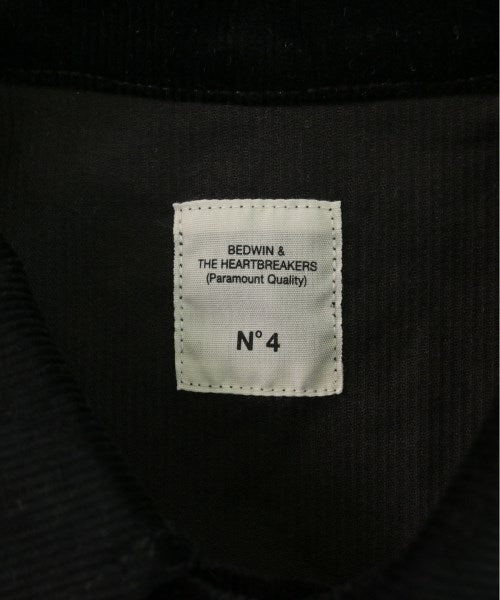 BEDWIN &
THE HEARTBREAKERS
(Paramount Quality)
N° 4